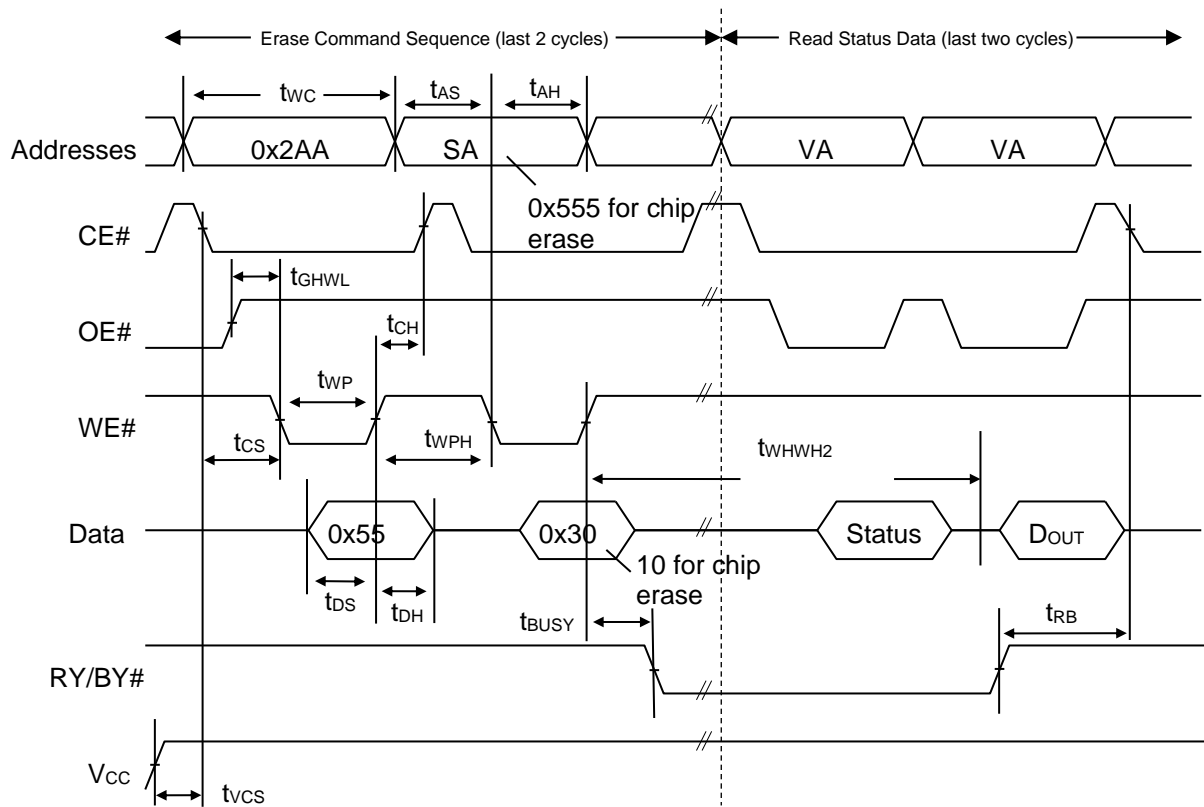 Erase Command Sequence (last 2 cycles)
Read Status Data (last two cycles)
tWC
tAS
tAH
Addresses
0x2AA
SA
VA
VA
0x555 for chip
erase
CE#
tGHWL
OE#
tCH
tWP
WE#
tCS
tWPH
tWHWH2
Data
0x55
0x30
Status
DOUT
10 for chip
erase
tDS
tDH
tBUSY
tRB
RY/BY#
VCC
tVCS